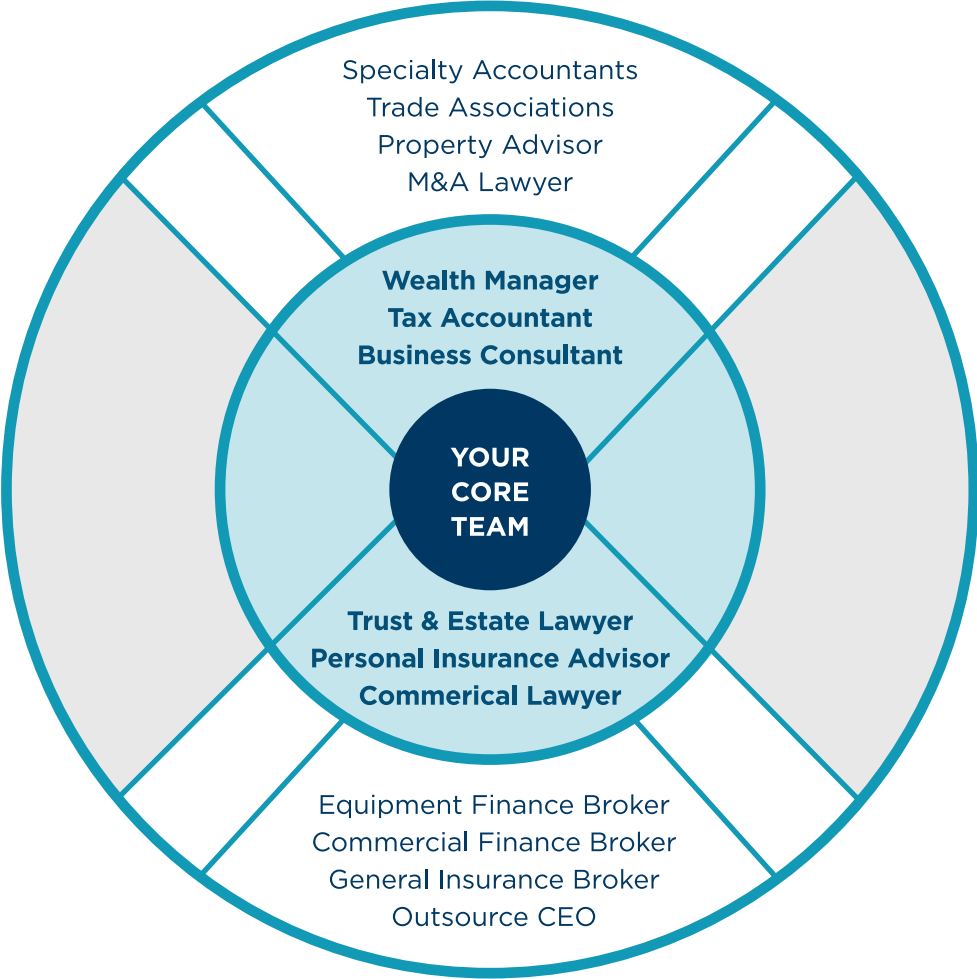 Specialty Accountants
Trade Associations
Property Advisor
M&A Lawyer
Wealth Manager
Tax Accountant
Business Consultant
YOUR
CORE
TEAM
Trust & Estate Lawyer
Personal Insurance Advisor
Commerical Lawyer
Equipment Finance Broker
Commercial Finance Broker
General Insurance Broker
Outsource CEO